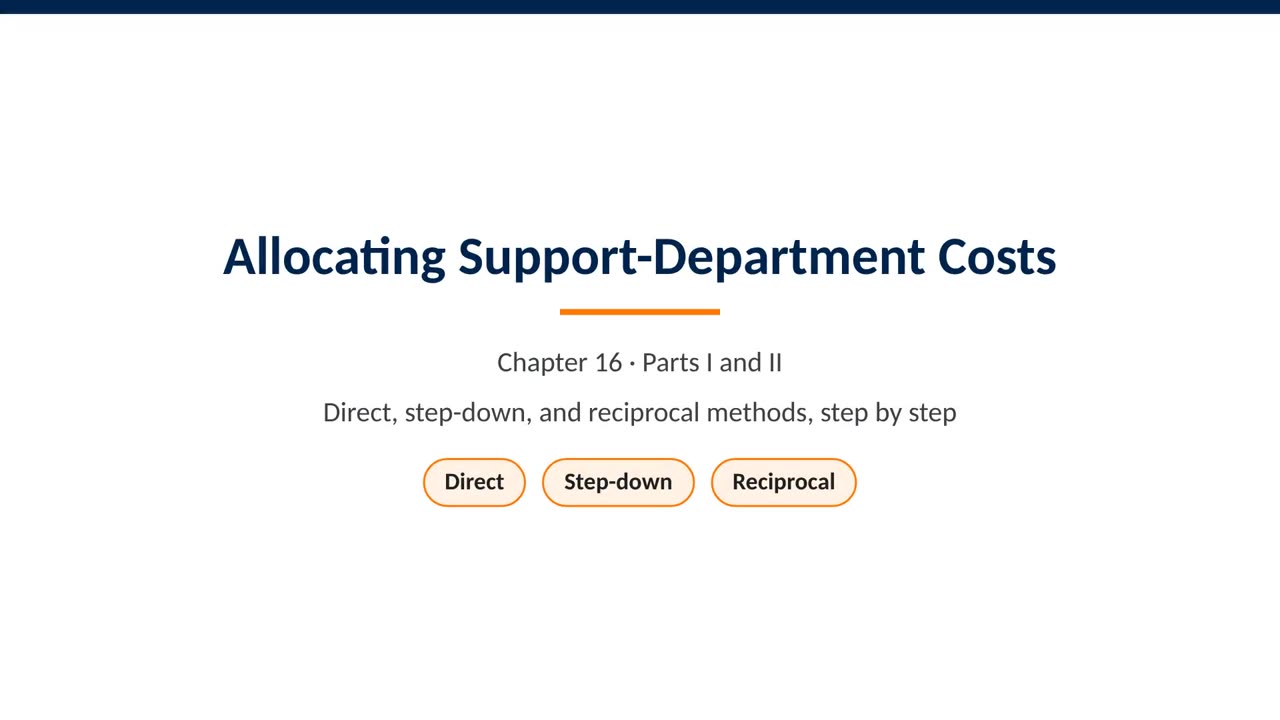 Allocating Support-Department Costs
Chapter 16 · Parts I and II
Direct, step-down, and reciprocal methods, step by step
Direct Step-down Reciprocal